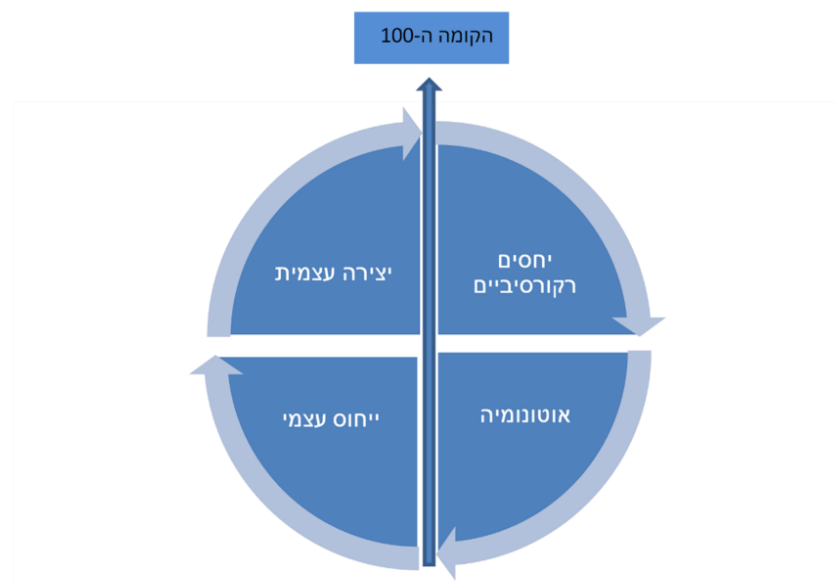 הקומה ה-100
יחסים
רקורסיביים
יצירה עצמית
אוטונומיה
ייחוס עצמי